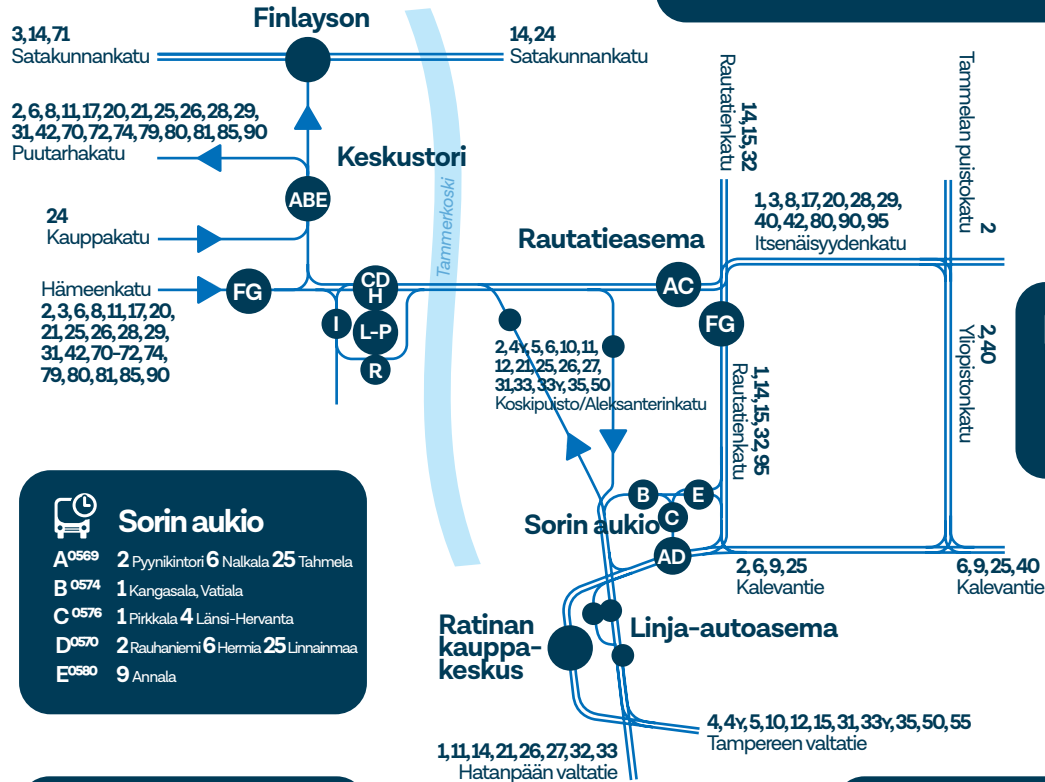 Finlayson
3, 14, 71
Satakunnankatu
14, 24
Satakunnankatu
2, 6, 8, 11, 17, 20, 21, 25, 26, 28, 29,
31, 42, 70, 72, 74, 79, 80, 81, 85, 90
Puutarhakatu
Keskustori
ABE
24
Kauppakatu
Hämeenkatu
2, 3, 6, 8, 11, 17, 20,
21, 25, 26, 28, 29,
31, 42, 70-72, 74,
79, 80, 81, 85, 90
FG
CD
H
I
L-P
R
Tammerkoski
Rautatieasema
AC
FG
Rautatienkatu
14, 15, 32
1, 3, 8, 17, 20, 28, 29,
40, 42, 80, 90, 95
Itsenäisyydenkatu
Tammelan puistokatu
2
2, 40
Yliopistonkatu
1, 14, 15, 32, 95
Rautatienkatu
2, 4Y, 5, 6, 10, 11,
12, 21, 25, 26, 27,
31, 33, 33Y, 35, 50
Koskipuisto/Aleksanterinkatu
B
E
C
Sorin aukio
AD
2, 6, 9, 25
Kalevantie
6, 9, 25, 40
Kalevantie
Ratinan
kauppa-
keskus
Linja-autoasema
4, 4Y, 5, 10, 12, 15, 31, 33Y, 35, 50, 55
Tampereen valtatie
1, 11, 14, 21, 26, 27, 32, 33
Hatanpään valtatie
Sorin aukio
A 0569 2 Pyynikintori 6 Nalkala 25 Tahmela
B 0574 1 Kangasala, Vatiala
C 0576 1 Pirkkala 4 Länsi-Hervanta
D 0570 2 Rauhaniemi 6 Hermia 25 Linnainmaa
E 0580 9 Annala